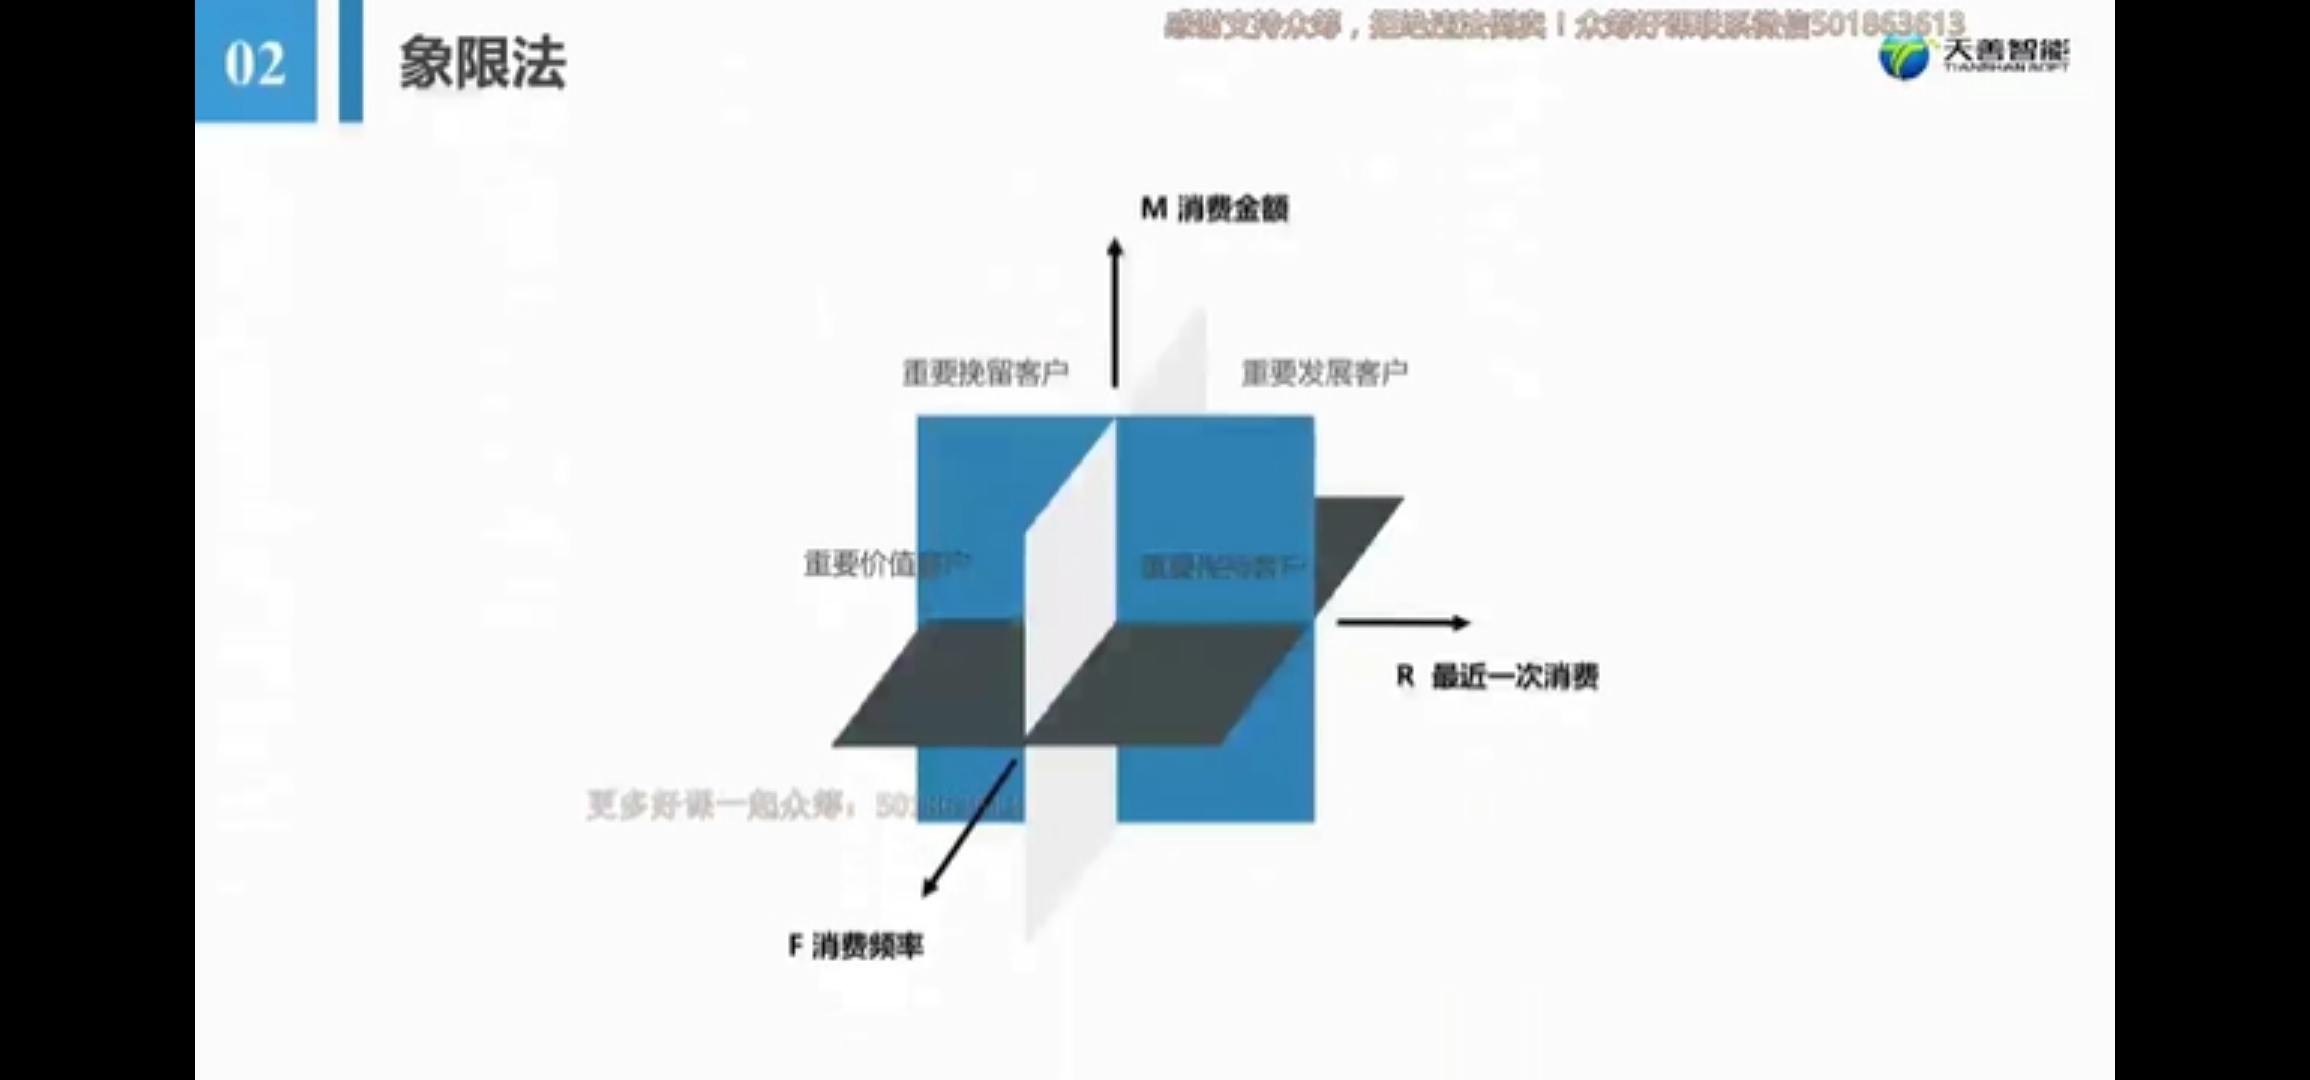 02
象限法
感谢支持众筹，拒绝违法倒卖！众筹好课联系微信501863613
天善智能
TIANSHAN SOFT
M 消费金额
重要挽留客户
重要发展客户
重要价值客户
重要保持客户
R 最近一次消费
更多好课一起众筹：501863613
F 消费频率